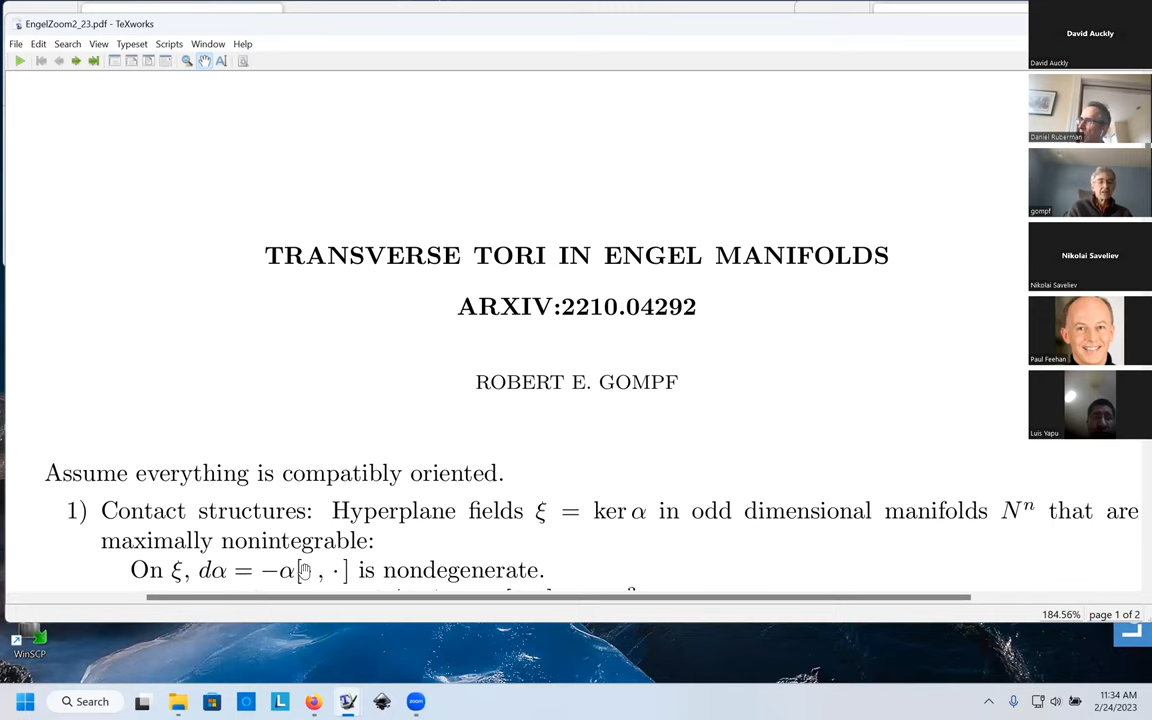 EngelZoom2_23.pdf - TeXworks
File Edit Search View Typeset Scripts Window Help
TRANSVERSE TORI IN ENGEL MANIFOLDS
ARXIV:2210.04292
ROBERT E. GOMPF
Assume everything is compatibly oriented.
1) Contact structures: Hyperplane fields ξ = ker α in odd dimensional manifolds Nⁿ that are
maximally nonintegrable:
On ξ, dα = −α[ , · ] is nondegenerate.
184.56% page 1 of 2
David Auckly
David Auckly
Daniel Ruberman
gompf
Nikolai Saveliev
Nikolai Saveliev
Paul Feehan
Luis Yapu
WinSCP
Search
L
zoom
11:34 AM
2/24/2023